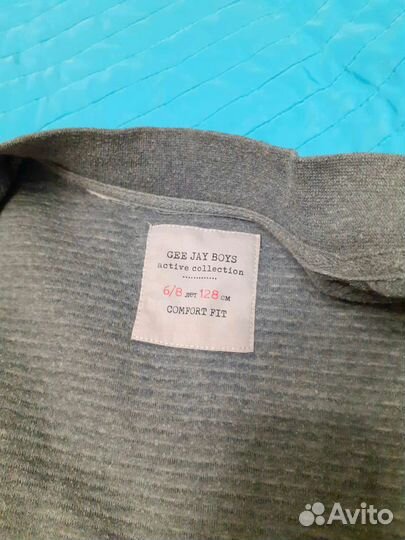 GEE JAY BOYS
active collection
6/8 лет 128 см
COMFORT FIT
Avito